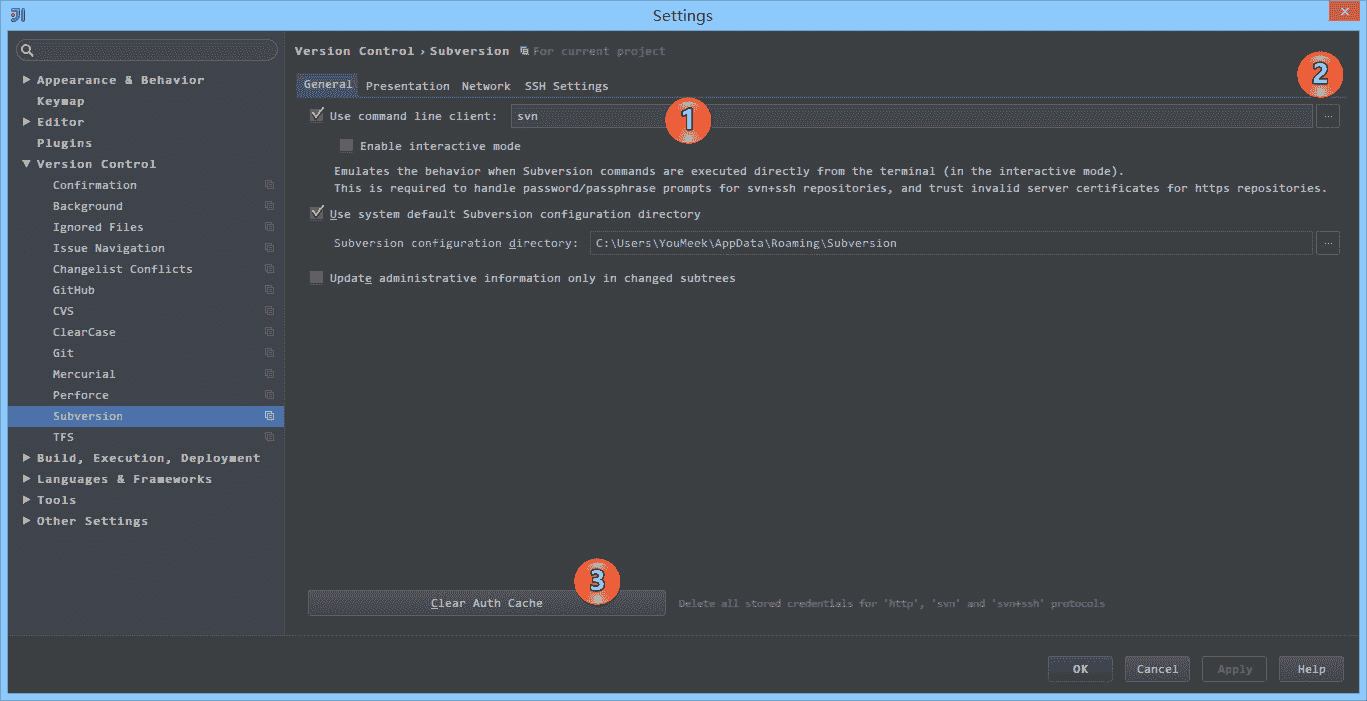 Settings
Version Control › Subversion For current project
Appearance & Behavior
Keymap
Editor
Plugins
Version Control
Confirmation
Background
Ignored Files
Issue Navigation
Changelist Conflicts
GitHub
CVS
ClearCase
Git
Mercurial
Perforce
Subversion
TFS
Build, Execution, Deployment
Languages & Frameworks
Tools
Other Settings
General Presentation Network SSH Settings
2
Use command line client: svn ...
1
Enable interactive mode
Emulates the behavior when Subversion commands are executed directly from the terminal (in the interactive mode).
This is required to handle password/passphrase prompts for svn+ssh repositories, and trust invalid server certificates for https repositories.
Use system default Subversion configuration directory
Subversion configuration directory: C:\Users\YouMeek\AppData\Roaming\Subversion ...
Update administrative information only in changed subtrees
3
Clear Auth Cache Delete all stored credentials for 'http', 'svn' and 'svn+ssh' protocols
OK Cancel Apply Help